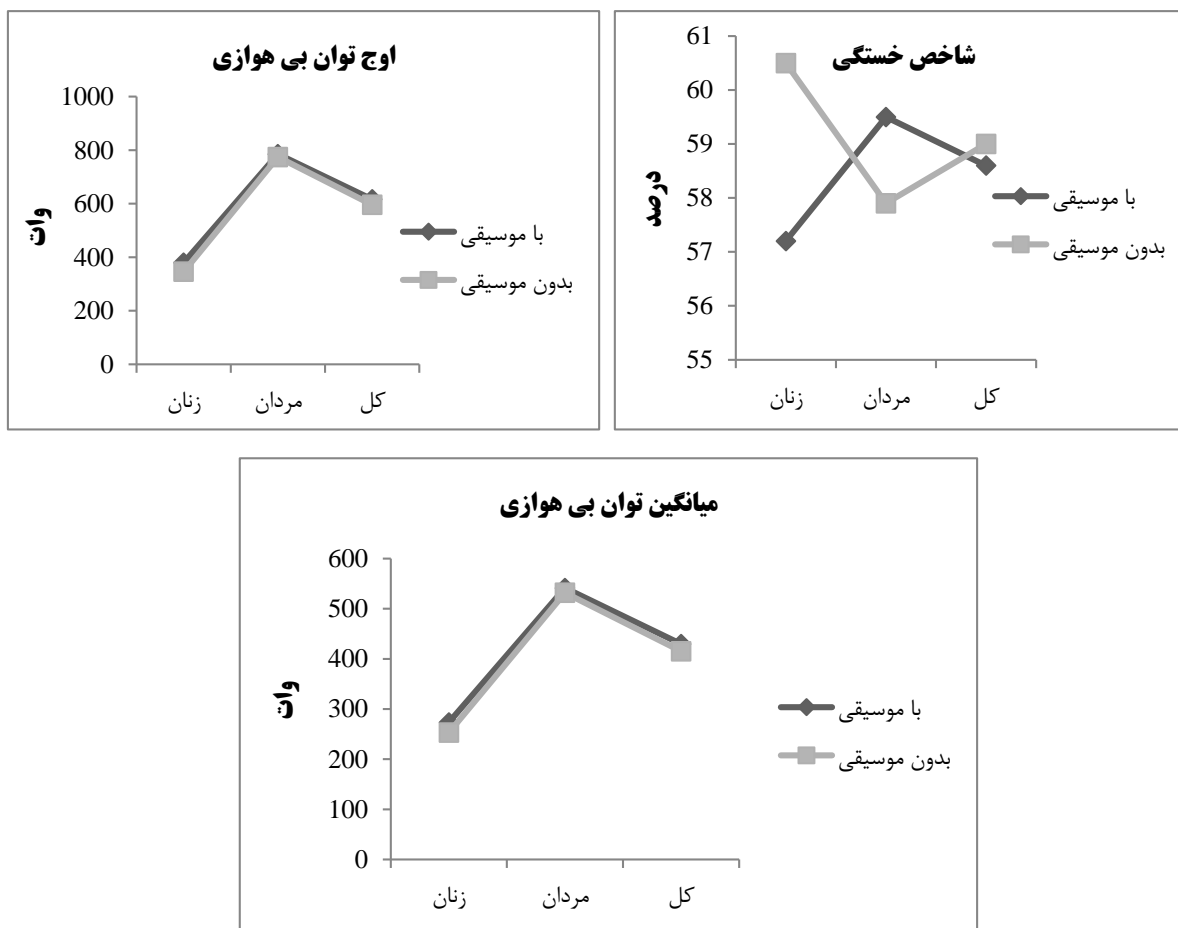 اوج توان بی هوازی
1000
800
600
400
200
0
وات
زنان
مردان
کل
با موسیقی
بدون موسیقی
شاخص خستگی
61
60
59
58
57
56
55
درصد
زنان
مردان
کل
با موسیقی
بدون موسیقی
میانگین توان بی هوازی
600
500
400
300
200
100
0
وات
زنان
مردان
کل
با موسیقی
بدون موسیقی